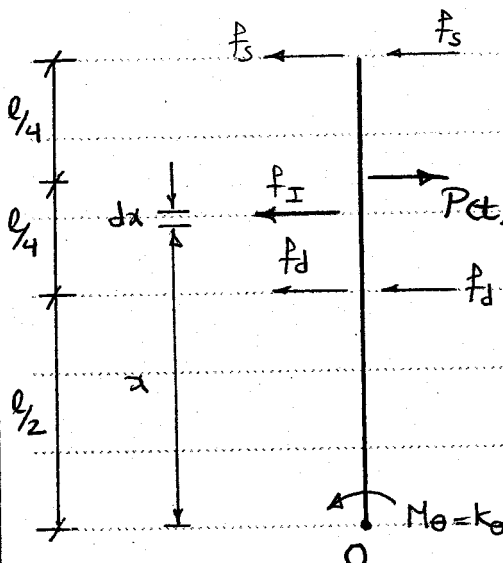 fs fs
l/4
P(t)
fI
dx
l/4
fd
fd
x
l/2
Mθ = kθ
O